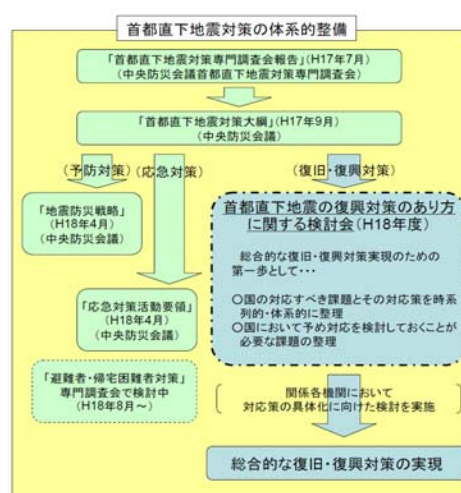 首都直下地震対策の体系的整備
「首都直下地震対策専門調査会報告」(H17年7月)
(中央防災会議首都直下地震対策専門調査会)
「首都直下地震対策大綱」(H17年9月)
(中央防災会議)
(予防対策)
(応急対策)
(復旧・復興対策)
「地震防災戦略」
(H18年4月)
(中央防災会議)
「応急対策活動要領」
(H18年4月)
(中央防災会議)
「避難者・帰宅困難者対策」
専門調査会で検討中
(H18年8月~)
首都直下地震の復興対策のあり方
に関する検討会(H18年度)
総合的な復旧・復興対策実現のための
第一歩として・・・
○国の対応すべき課題とその対応策を時系
列的・体系的に整理
○国において予め対応を検討しておくことが
必要な課題の整理
関係各機関において
対応策の具体化に向けた検討を実施
総合的な復旧・復興対策の実現